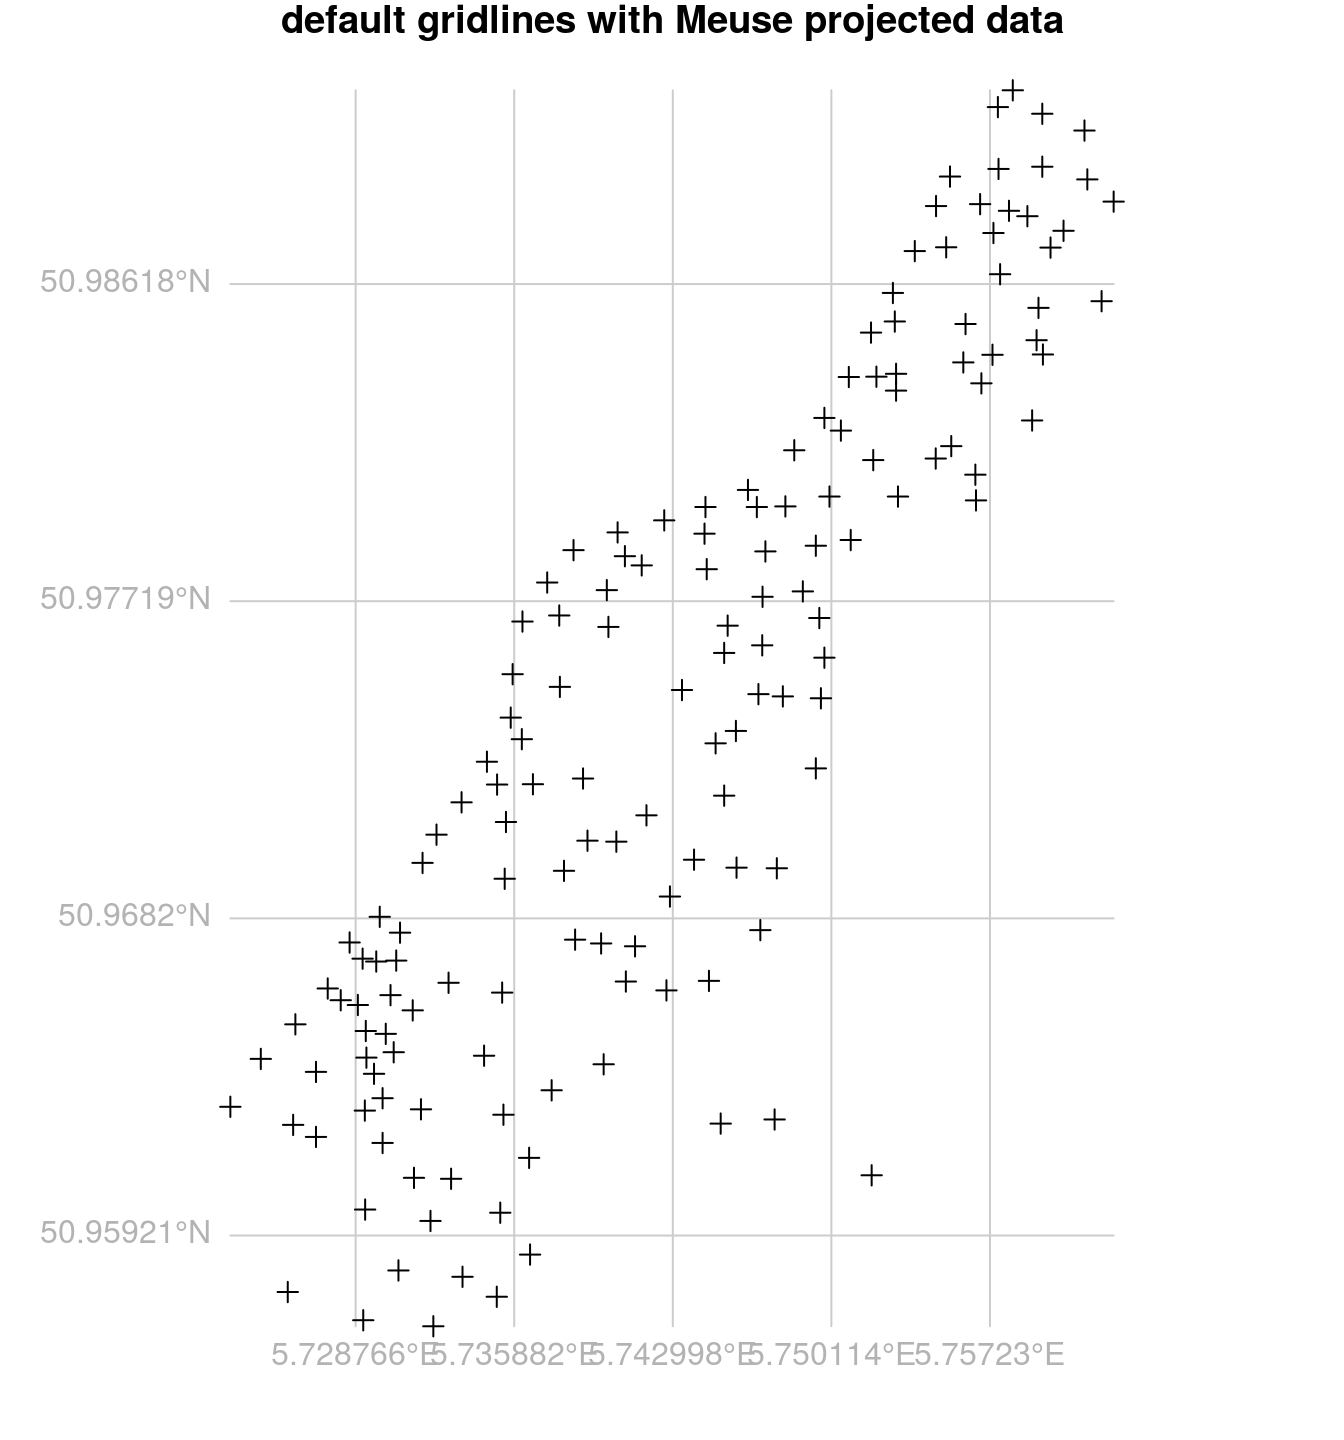 default gridlines with Meuse projected data
50.98618°N
50.97719°N
50.9682°N
50.95921°N
5.728766°E 5.735882°E 5.742998°E 5.750114°E 5.75723°E